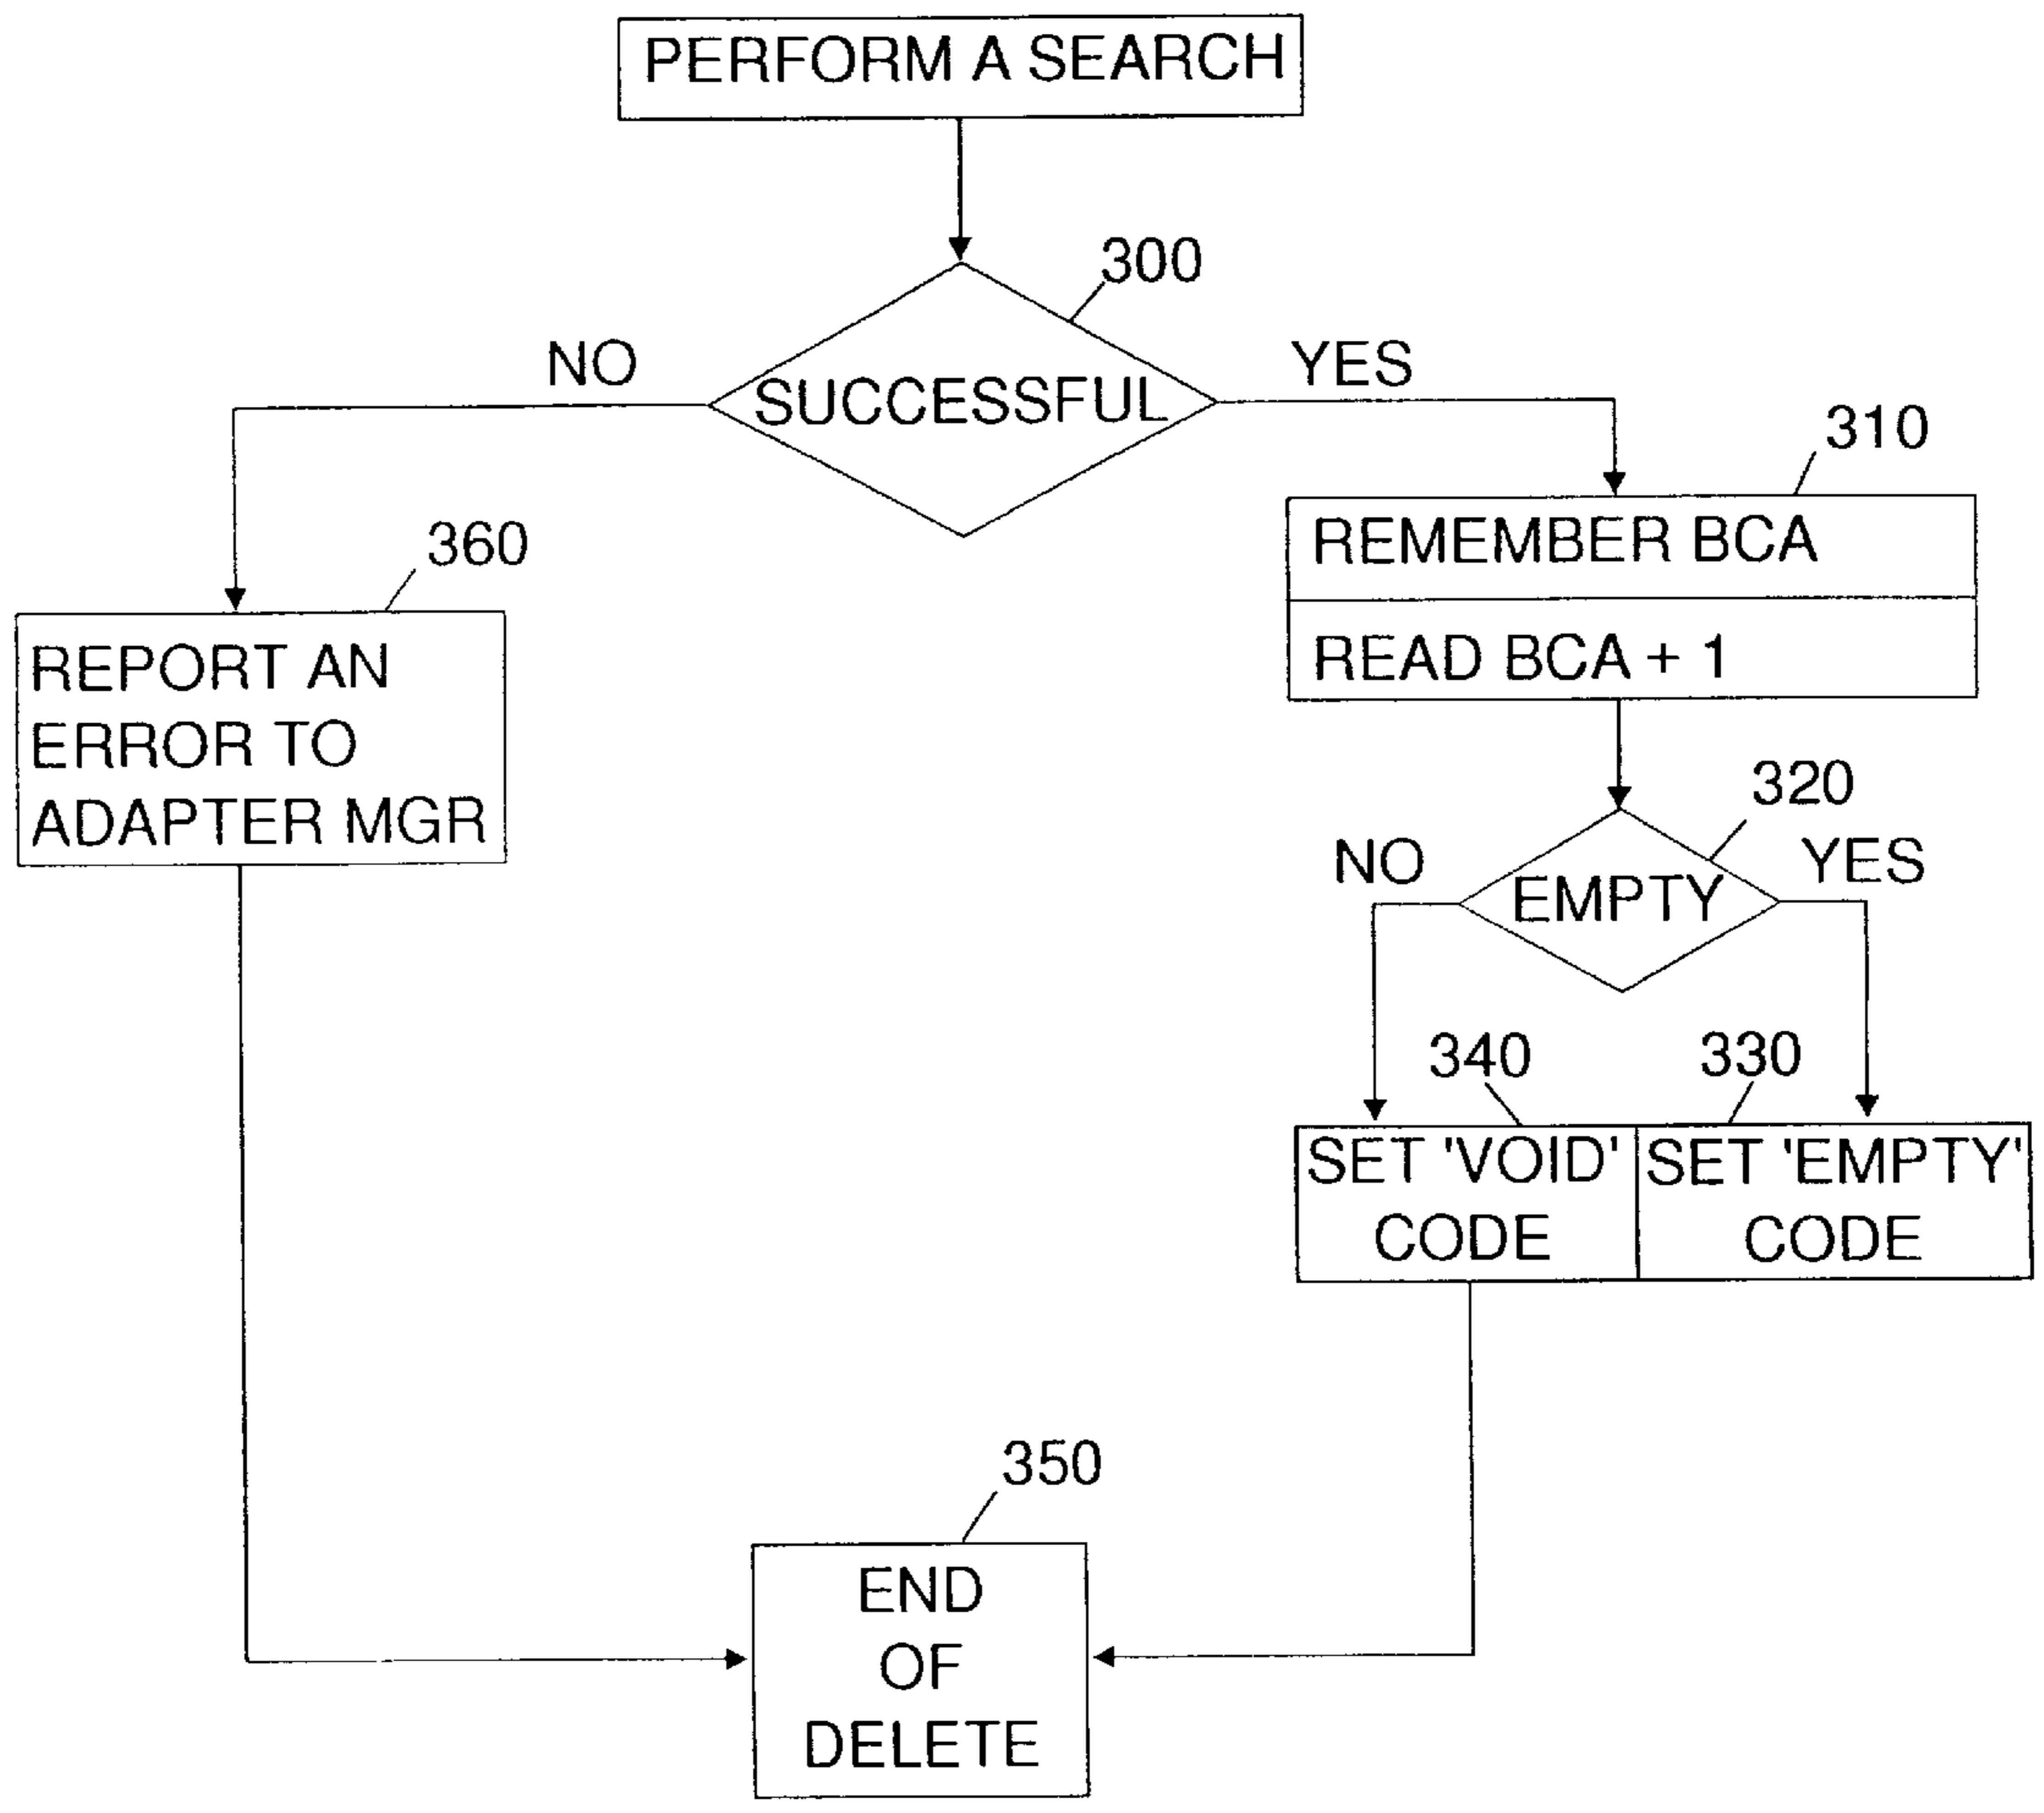 PERFORM A SEARCH
300
NO
SUCCESSFUL
YES
310
REMEMBER BCA
READ BCA + 1
360
REPORT AN
ERROR TO
ADAPTER MGR
320
NO
EMPTY
YES
340
330
SET 'VOID'
CODE
SET 'EMPTY'
CODE
350
END
OF
DELETE